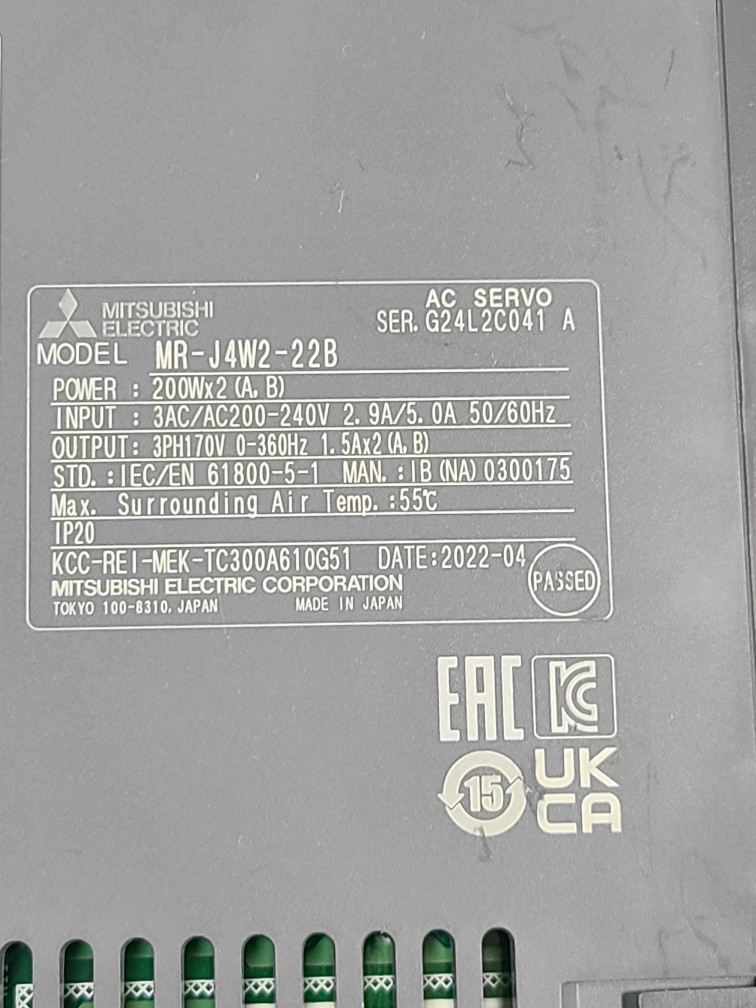 MITSUBISHI
ELECTRIC
AC SERVO
SER. G24L2C041 A
MODEL MR-J4W2-22B
POWER : 200Wx2 (A, B)
INPUT : 3AC/AC200-240V 2.9A/5.0A 50/60Hz
OUTPUT: 3PH170V 0-360Hz 1.5Ax2 (A, B)
STD. : IEC/EN 61800-5-1 MAN. : IB (NA) 0300175
Max. Surrounding Air Temp. : 55℃
IP20
KCC-REI-MEK-TC300A610G51 DATE:2022-04
PASSED
MITSUBISHI ELECTRIC CORPORATION
TOKYO 100-8310, JAPAN MADE IN JAPAN
EAC KC
15 UK
CA